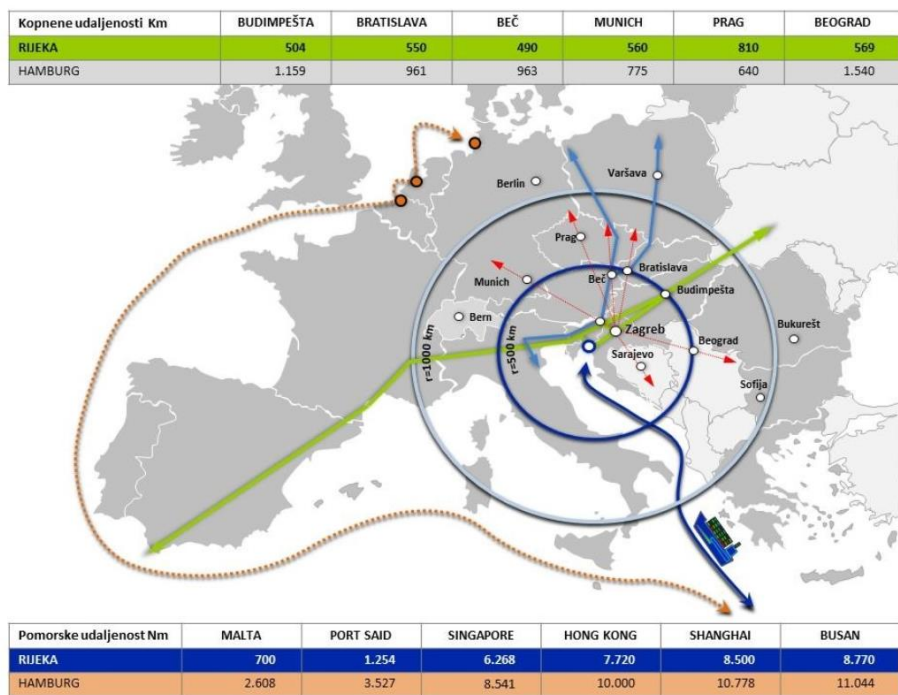 Kopnene udaljenosti Km BUDIMPEŠTA BRATISLAVA BEČ MUNICH PRAG BEOGRAD
RIJEKA 504 550 490 560 810 569
HAMBURG 1.159 961 963 775 640 1.540
Varšava
Berlin
Prag
Bratislava
Beč
Munich
Budimpešta
Bern
Zagreb
Bukurešt
Beograd
Sarajevo
r=1000 km
r=500 km
Sofija
Pomorske udaljenost Nm MALTA PORT SAID SINGAPORE HONG KONG SHANGHAI BUSAN
RIJEKA 700 1.254 6.268 7.720 8.500 8.770
HAMBURG 2.608 3.527 8.541 10.000 10.778 11.044